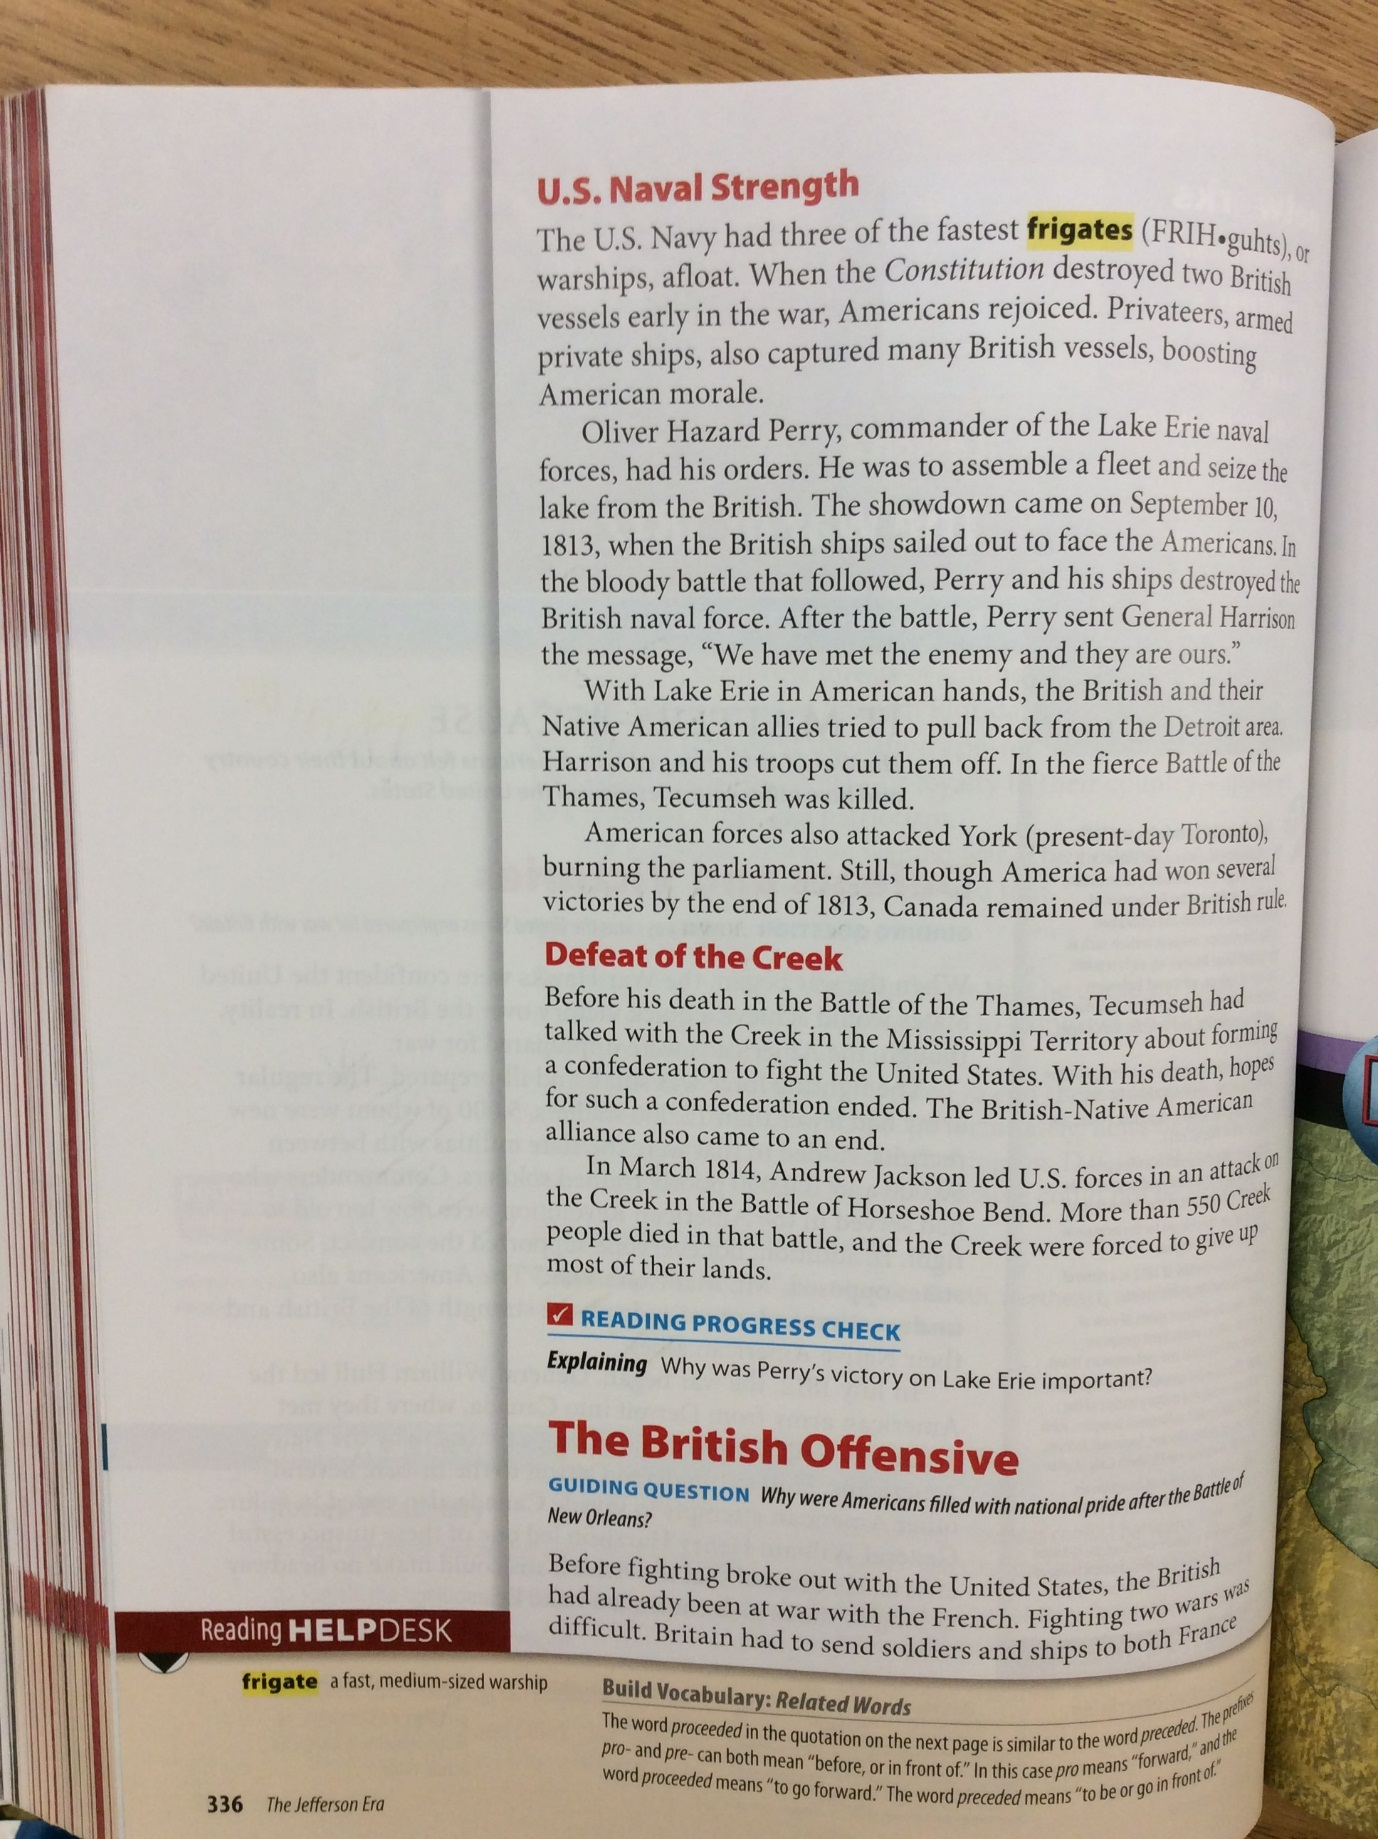 U.S. Naval Strength
The U.S. Navy had three of the fastest frigates (FRIH•guhts), or
warships, afloat. When the Constitution destroyed two British
vessels early in the war, Americans rejoiced. Privateers, armed
private ships, also captured many British vessels, boosting
American morale.
Oliver Hazard Perry, commander of the Lake Erie naval
forces, had his orders. He was to assemble a fleet and seize the
lake from the British. The showdown came on September 10,
1813, when the British ships sailed out to face the Americans. In
the bloody battle that followed, Perry and his ships destroyed the
British naval force. After the battle, Perry sent General Harrison
the message, “We have met the enemy and they are ours.”
With Lake Erie in American hands, the British and their
Native American allies tried to pull back from the Detroit area.
Harrison and his troops cut them off. In the fierce Battle of the
Thames, Tecumseh was killed.
American forces also attacked York (present-day Toronto),
burning the parliament. Still, though America had won several
victories by the end of 1813, Canada remained under British rule.
Defeat of the Creek
Before his death in the Battle of the Thames, Tecumseh had
talked with the Creek in the Mississippi Territory about forming
a confederation to fight the United States. With his death, hopes
for such a confederation ended. The British-Native American
alliance also came to an end.
In March 1814, Andrew Jackson led U.S. forces in an attack on
the Creek in the Battle of Horseshoe Bend. More than 550 Creek
people died in that battle, and the Creek were forced to give up
most of their lands.
✓ READING PROGRESS CHECK
Explaining Why was Perry’s victory on Lake Erie important?
The British Offensive
GUIDING QUESTION Why were Americans filled with national pride after the Battle of
New Orleans?
Before fighting broke out with the United States, the British
had already been at war with the French. Fighting two wars was
difficult. Britain had to send soldiers and ships to both France
Reading HELPDESK
frigate a fast, medium-sized warship
Build Vocabulary: Related Words
The word proceeded in the quotation on the next page is similar to the word preceded. The prefixes
pro- and pre- can both mean “before, or in front of.” In this case pro means “forward,” and the
word proceeded means “to go forward.” The word preceded means “to be or go in front of.”
336 The Jefferson Era